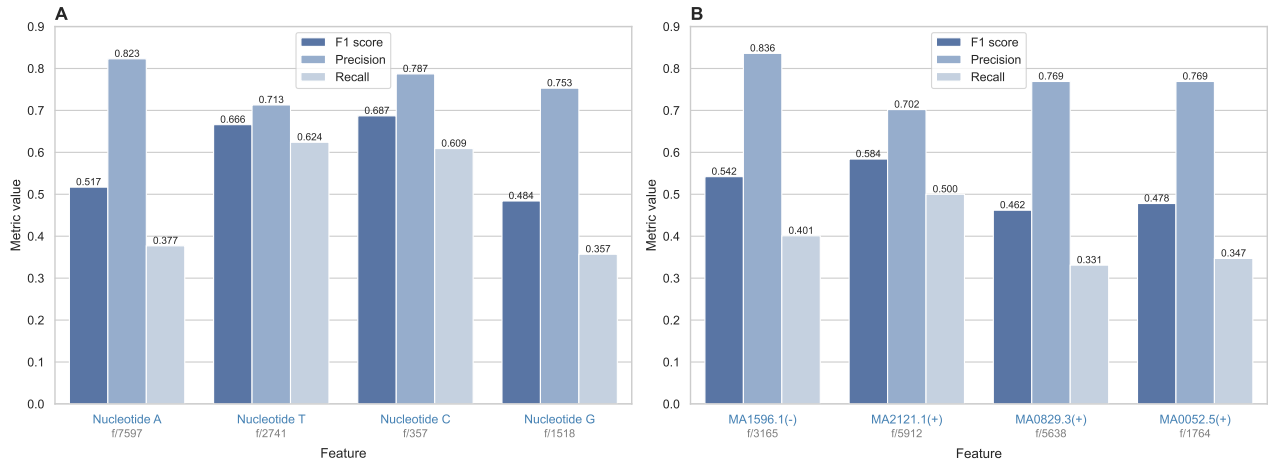 A
0.9
0.8
0.7
0.6
0.5
0.4
0.3
0.2
0.1
0.0
Metric value
F1 score
Precision
Recall
0.517
0.823
0.377
0.666
0.713
0.624
0.687
0.787
0.609
0.484
0.753
0.357
Nucleotide A
f/7597
Nucleotide T
f/2741
Nucleotide C
f/357
Nucleotide G
f/1518
Feature
B
0.9
0.8
0.7
0.6
0.5
0.4
0.3
0.2
0.1
0.0
Metric value
F1 score
Precision
Recall
0.542
0.836
0.401
0.584
0.702
0.500
0.462
0.769
0.331
0.478
0.769
0.347
MA1596.1(-)
f/3165
MA2121.1(+)
f/5912
MA0829.3(+)
f/5638
MA0052.5(+)
f/1764
Feature